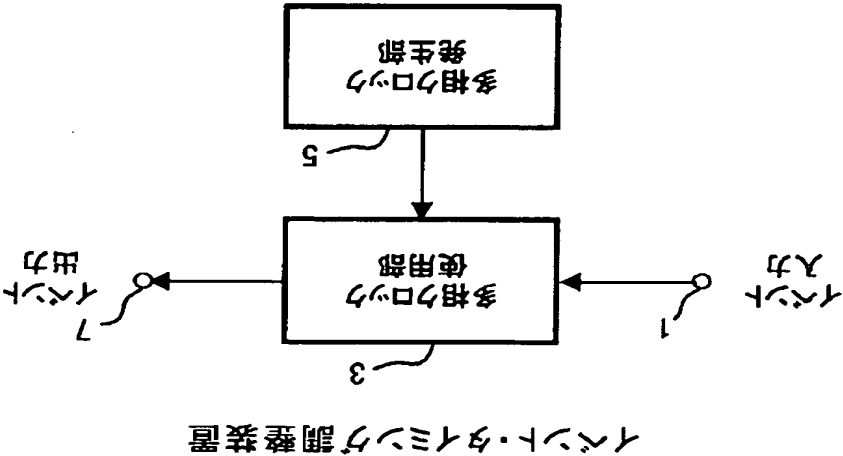 イベント・タイミング調整装置
3
1
イベント
入力
多相クロック
使用部
7
イベント
出力
5
多相クロック
発生部